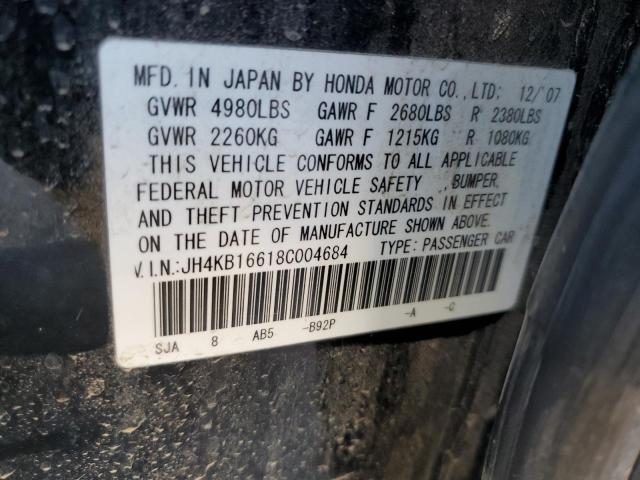 MFD. IN JAPAN BY HONDA MOTOR CO., LTD: 12/'07
GVWR 4980LBS GAWR F 2680LBS R 2380LBS
GVWR 2260KG GAWR F 1215KG R 1080KG
THIS VEHICLE CONFORMS TO ALL APPLICABLE
FEDERAL MOTOR VEHICLE SAFETY , BUMPER,
AND THEFT PREVENTION STANDARDS IN EFFECT
ON THE DATE OF MANUFACTURE SHOWN ABOVE.
V.I.N.:JH4KB16618C004684 TYPE: PASSENGER CAR
SJA 8 AB5 -B92P -A -C